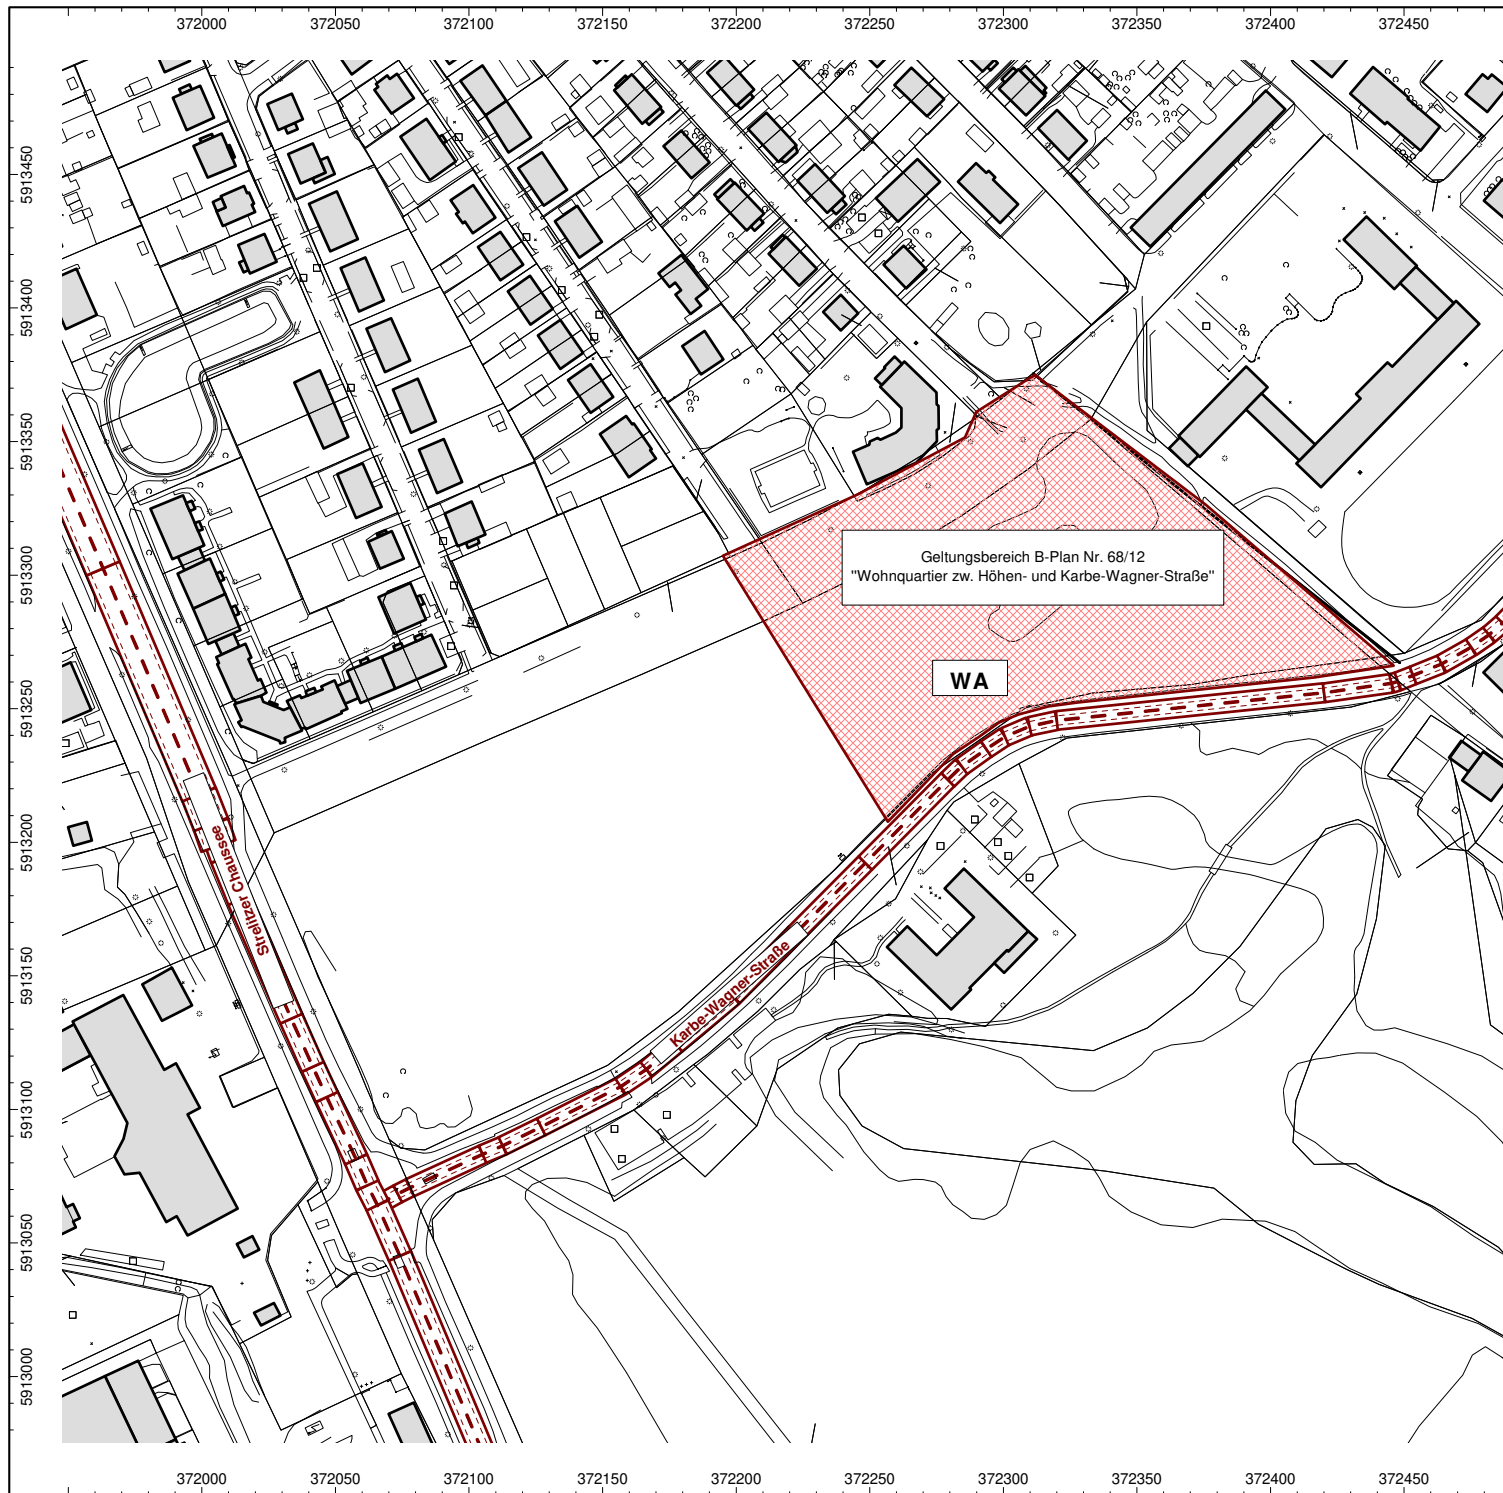 372000 372050 372100 372150 372200 372250 372300 372350 372400 372450
5913450
5913400
5913350
5913300
5913250
5913200
5913150
5913100
5913050
5913000
Geltungsbereich B-Plan Nr. 68/12
"Wohnquartier zw. Höhen- und Karbe-Wagner-Straße"
WA
Strelitzer Chaussee
Karbe-Wagner-Straße
372000 372050 372100 372150 372200 372250 372300 372350 372400 372450